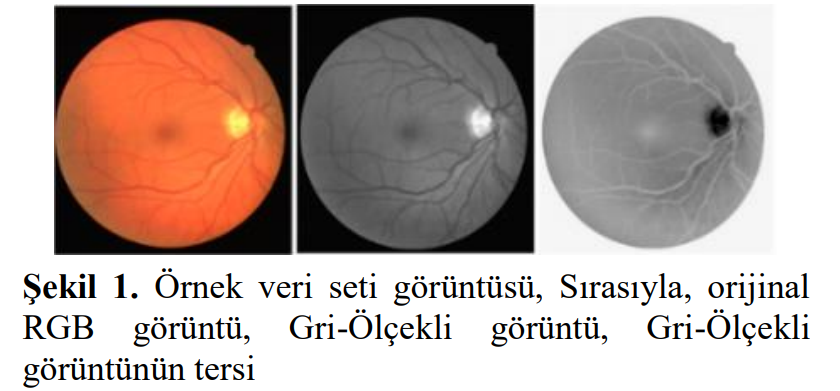 Şekil 1. Örnek veri seti görüntüsü, Sırasıyla, orijinal
RGB görüntü, Gri-Ölçekli görüntü, Gri-Ölçekli
görüntünün tersi